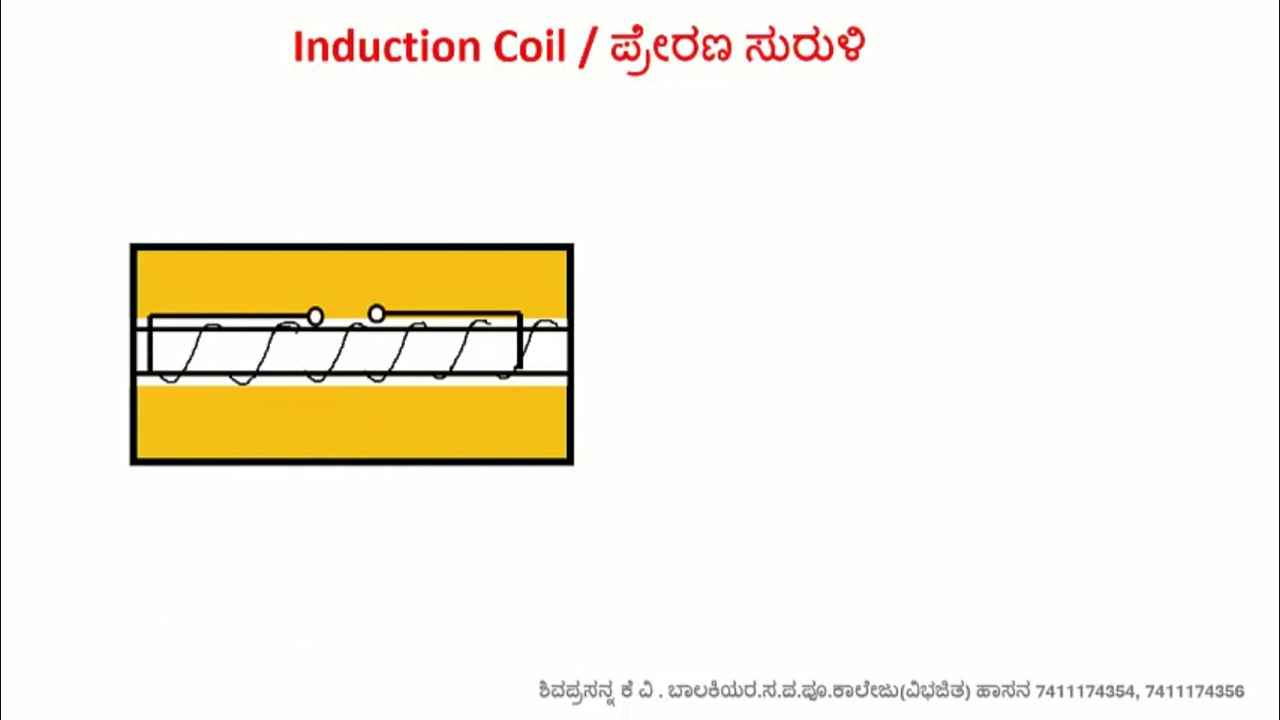 Induction Coil / ಪ್ರೇರಣ ಸುರುಳಿ
ಶಿವಪ್ರಸನ್ನ ಕೆ ವಿ . ಬಾಲಕಿಯರ.ಸ.ಪ.ಪೂ.ಕಾಲೇಜು(ವಿಭಜಿತ) ಹಾಸನ 7411174354, 7411174356